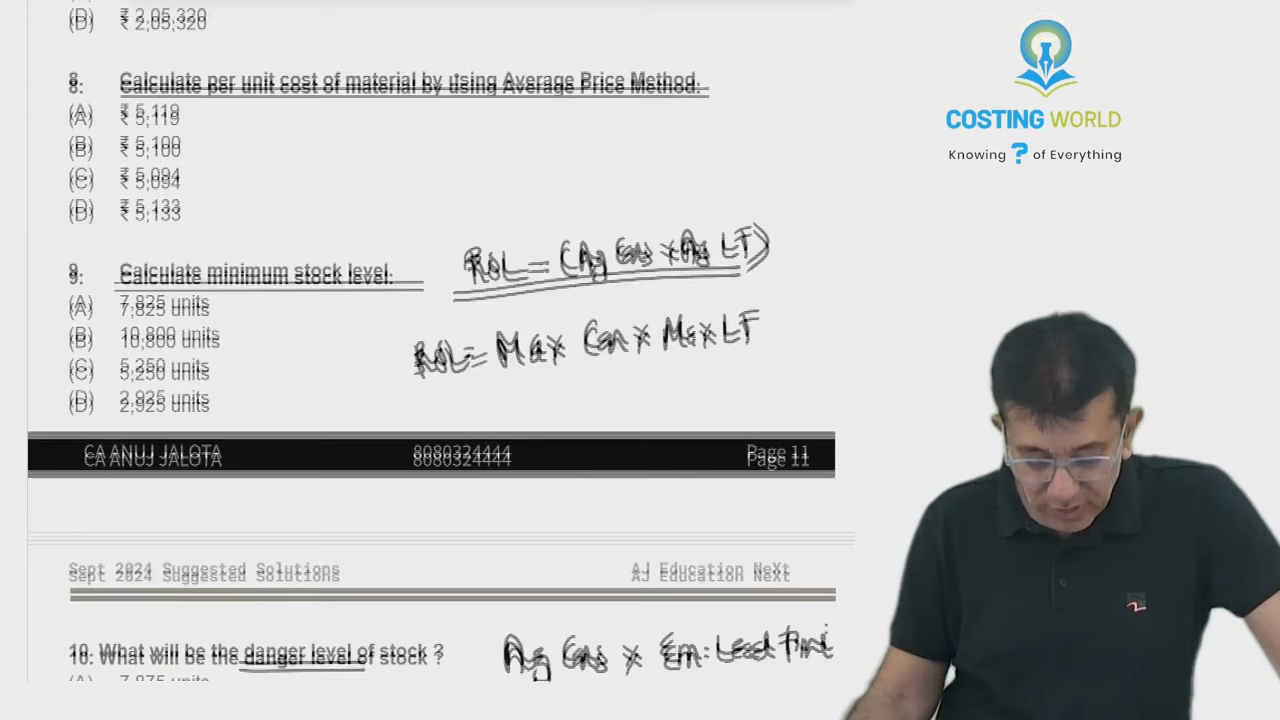 (D) ₹ 2,05,320
8. Calculate per unit cost of material by using Average Price Method.
(A) ₹ 5,119
(B) ₹ 5,100
(C) ₹ 5,094
(D) ₹ 5,133
9. Calculate minimum stock level.
(A) 7,825 units
(B) 10,800 units
(C) 5,250 units
(D) 2,925 units
ROL = (Ag Cons x Ag LT)
ROL = Max Con x Max LT
CA ANUJ JALOTA 8080324444 Page 11
Sept 2024 Suggested Solutions AJ Education NeXt
10. What will be the danger level of stock ?
Ag Cons x Em. Lead Time
COSTING WORLD
Knowing ? of Everything